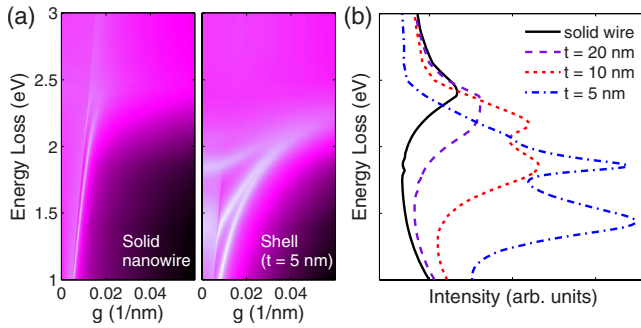 (a)
Energy Loss (eV)
3
2.5
2
1.5
1
Solid
nanowire
Shell
(t = 5 nm)
0 0.02 0.04
0 0.02 0.04
g (1/nm)
g (1/nm)
(b)
Energy Loss (eV)
solid wire
t = 20 nm
t = 10 nm
t = 5 nm
Intensity (arb. units)